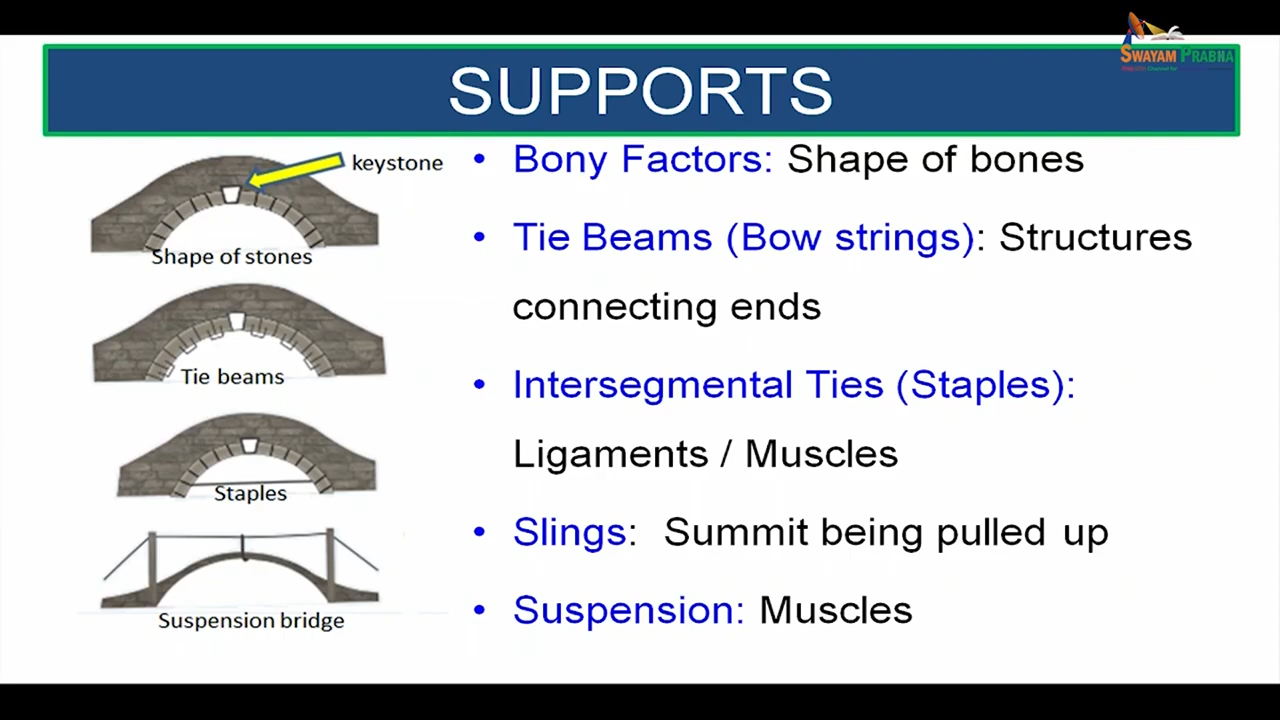 SWAYAM PRABHA
SUPPORTS
keystone
Shape of stones
Tie beams
Staples
Suspension bridge
• Bony Factors: Shape of bones
• Tie Beams (Bow strings): Structures
connecting ends
• Intersegmental Ties (Staples):
Ligaments / Muscles
• Slings: Summit being pulled up
• Suspension: Muscles